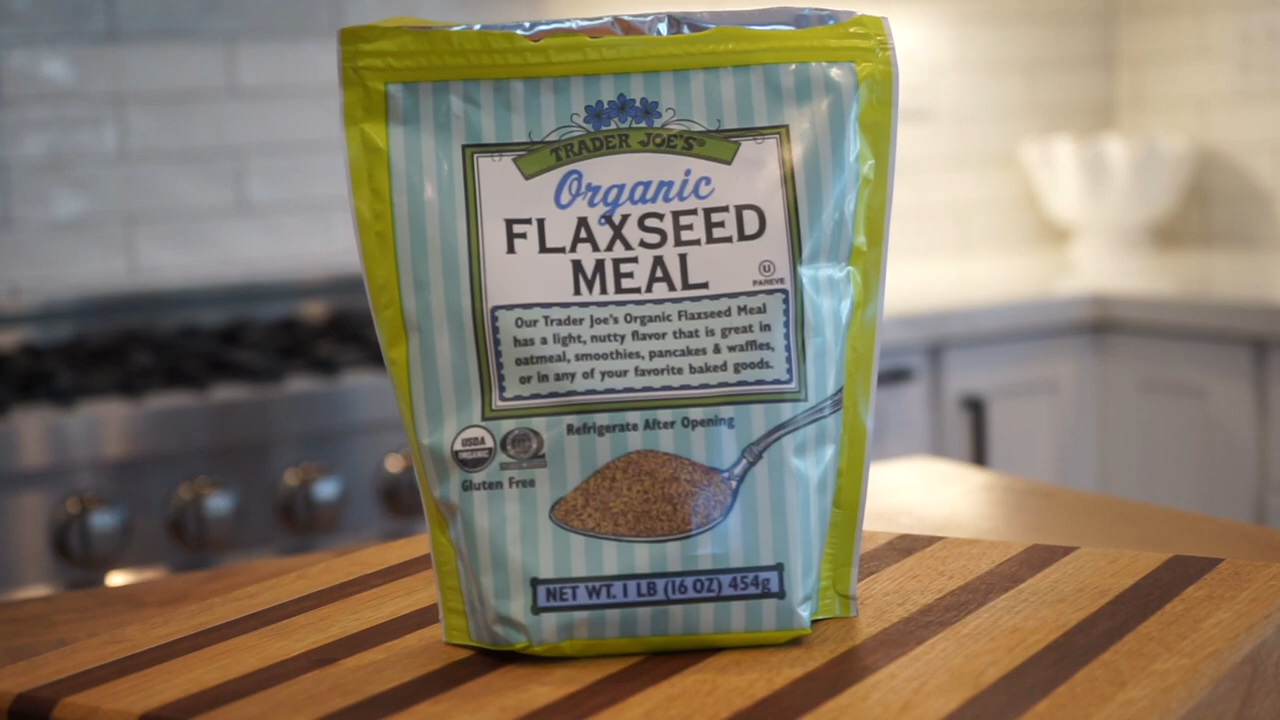 TRADER JOE'S®
Organic
FLAXSEED
MEAL
U
PAREVE
Our Trader Joe's Organic Flaxseed Meal
has a light, nutty flavor that is great in
oatmeal, smoothies, pancakes & waffles,
or in any of your favorite baked goods.
Refrigerate After Opening
USDA
ORGANIC
Gluten Free
NET WT. 1 LB (16 OZ) 454g